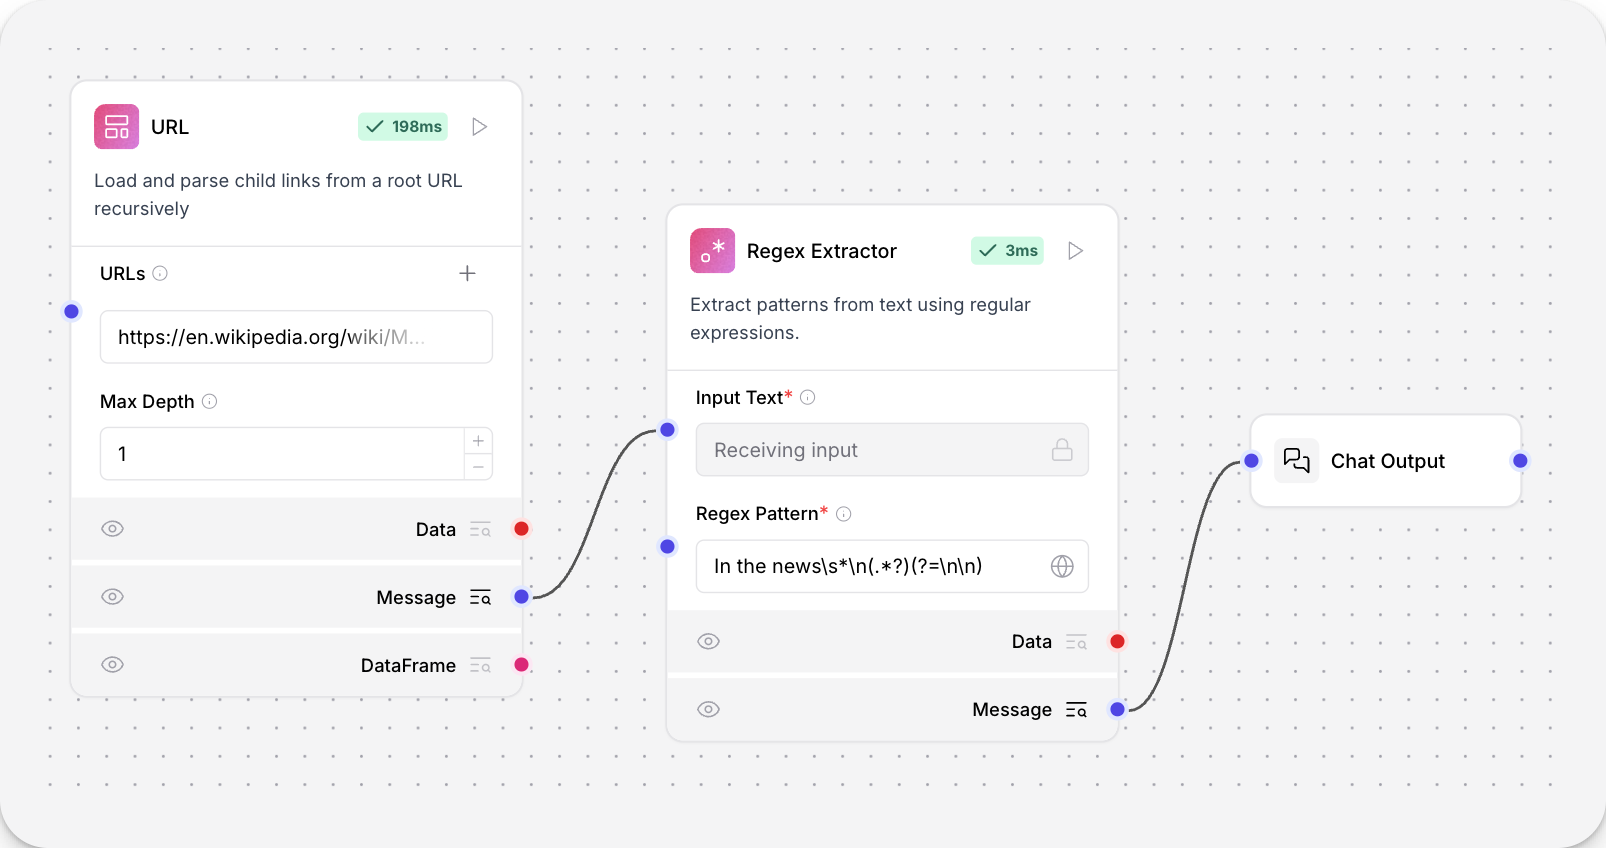 URL
198ms
Load and parse child links from a root URL
recursively
URLs
https://en.wikipedia.org/wiki/M...
Max Depth
1
Data
Message
DataFrame
Regex Extractor
3ms
Extract patterns from text using regular
expressions.
Input Text*
Receiving input
Regex Pattern*
In the news\s*\n(.*?)(?=\n\n)
Data
Message
Chat Output